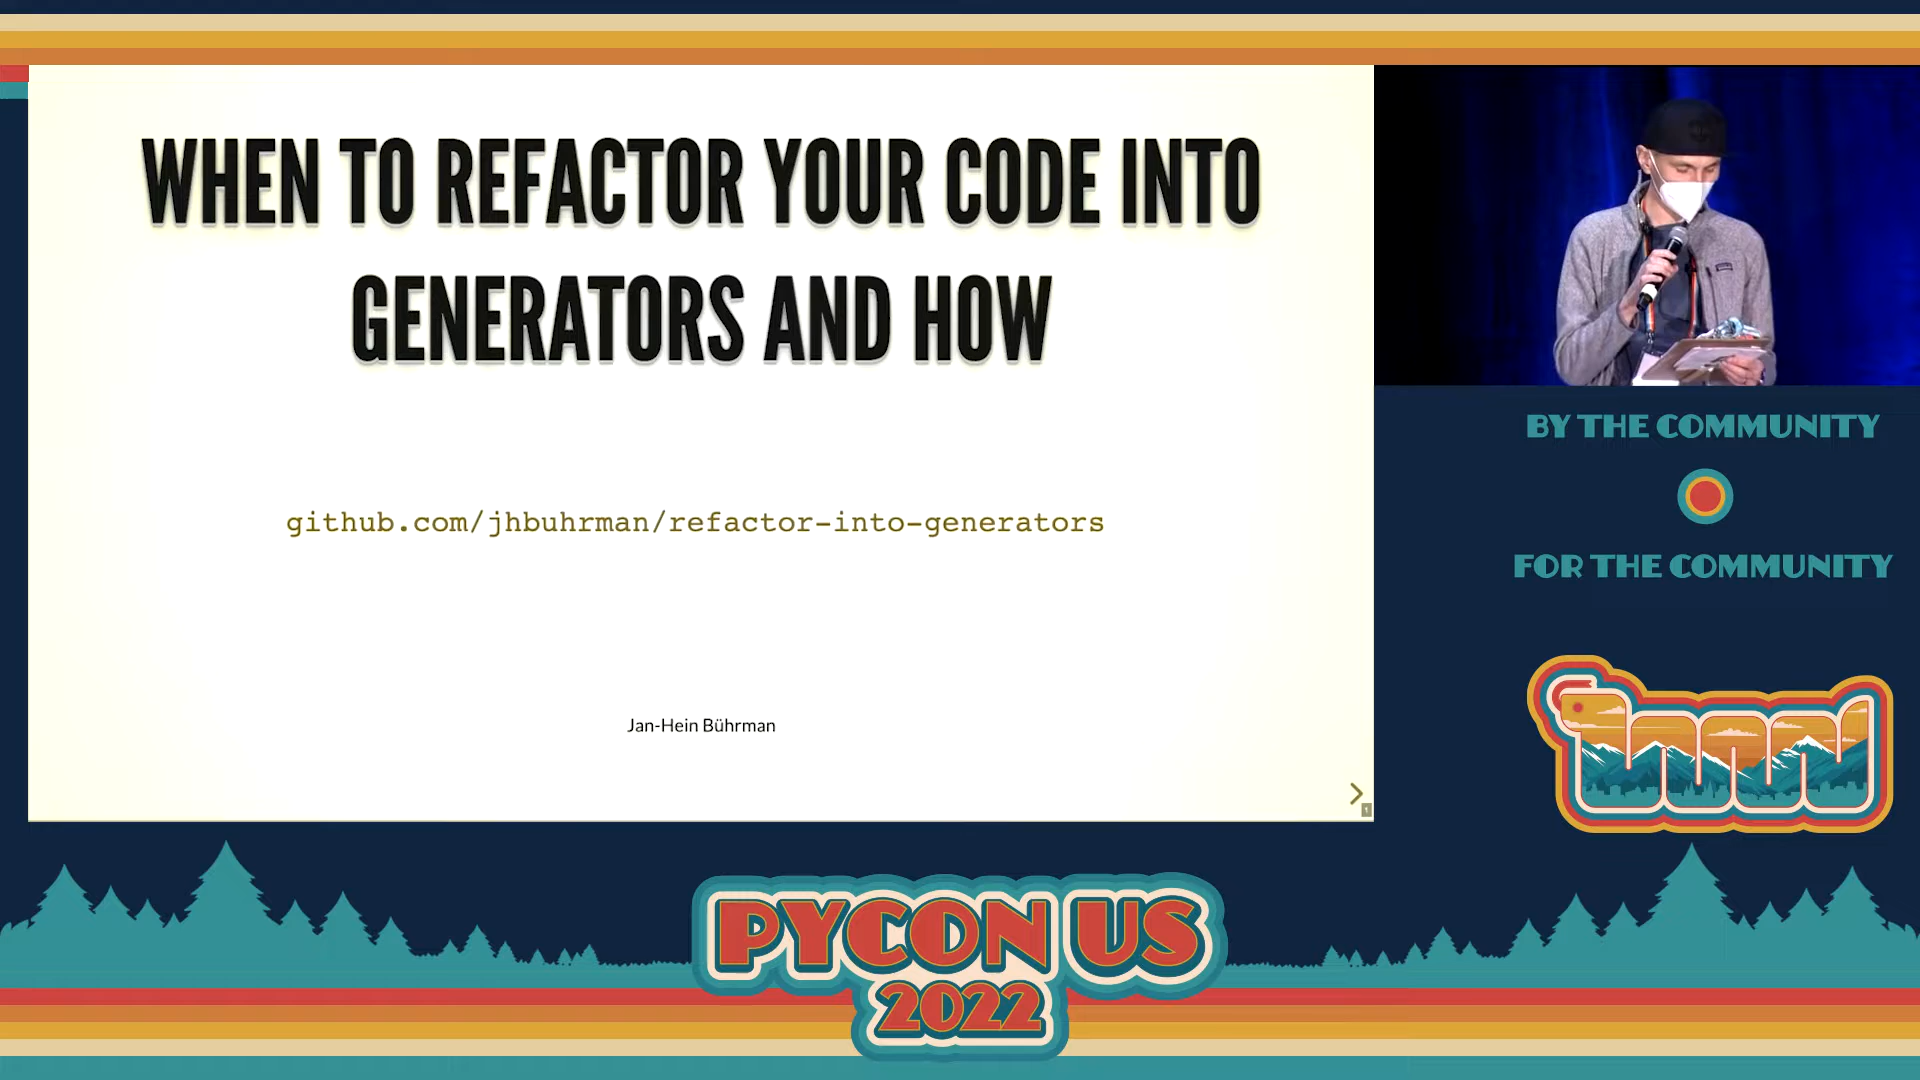 WHEN TO REFACTOR YOUR CODE INTO
GENERATORS AND HOW
github.com/jhbuhrman/refactor-into-generators
Jan-Hein Bührman
BY THE COMMUNITY
FOR THE COMMUNITY
PYCON US
2022